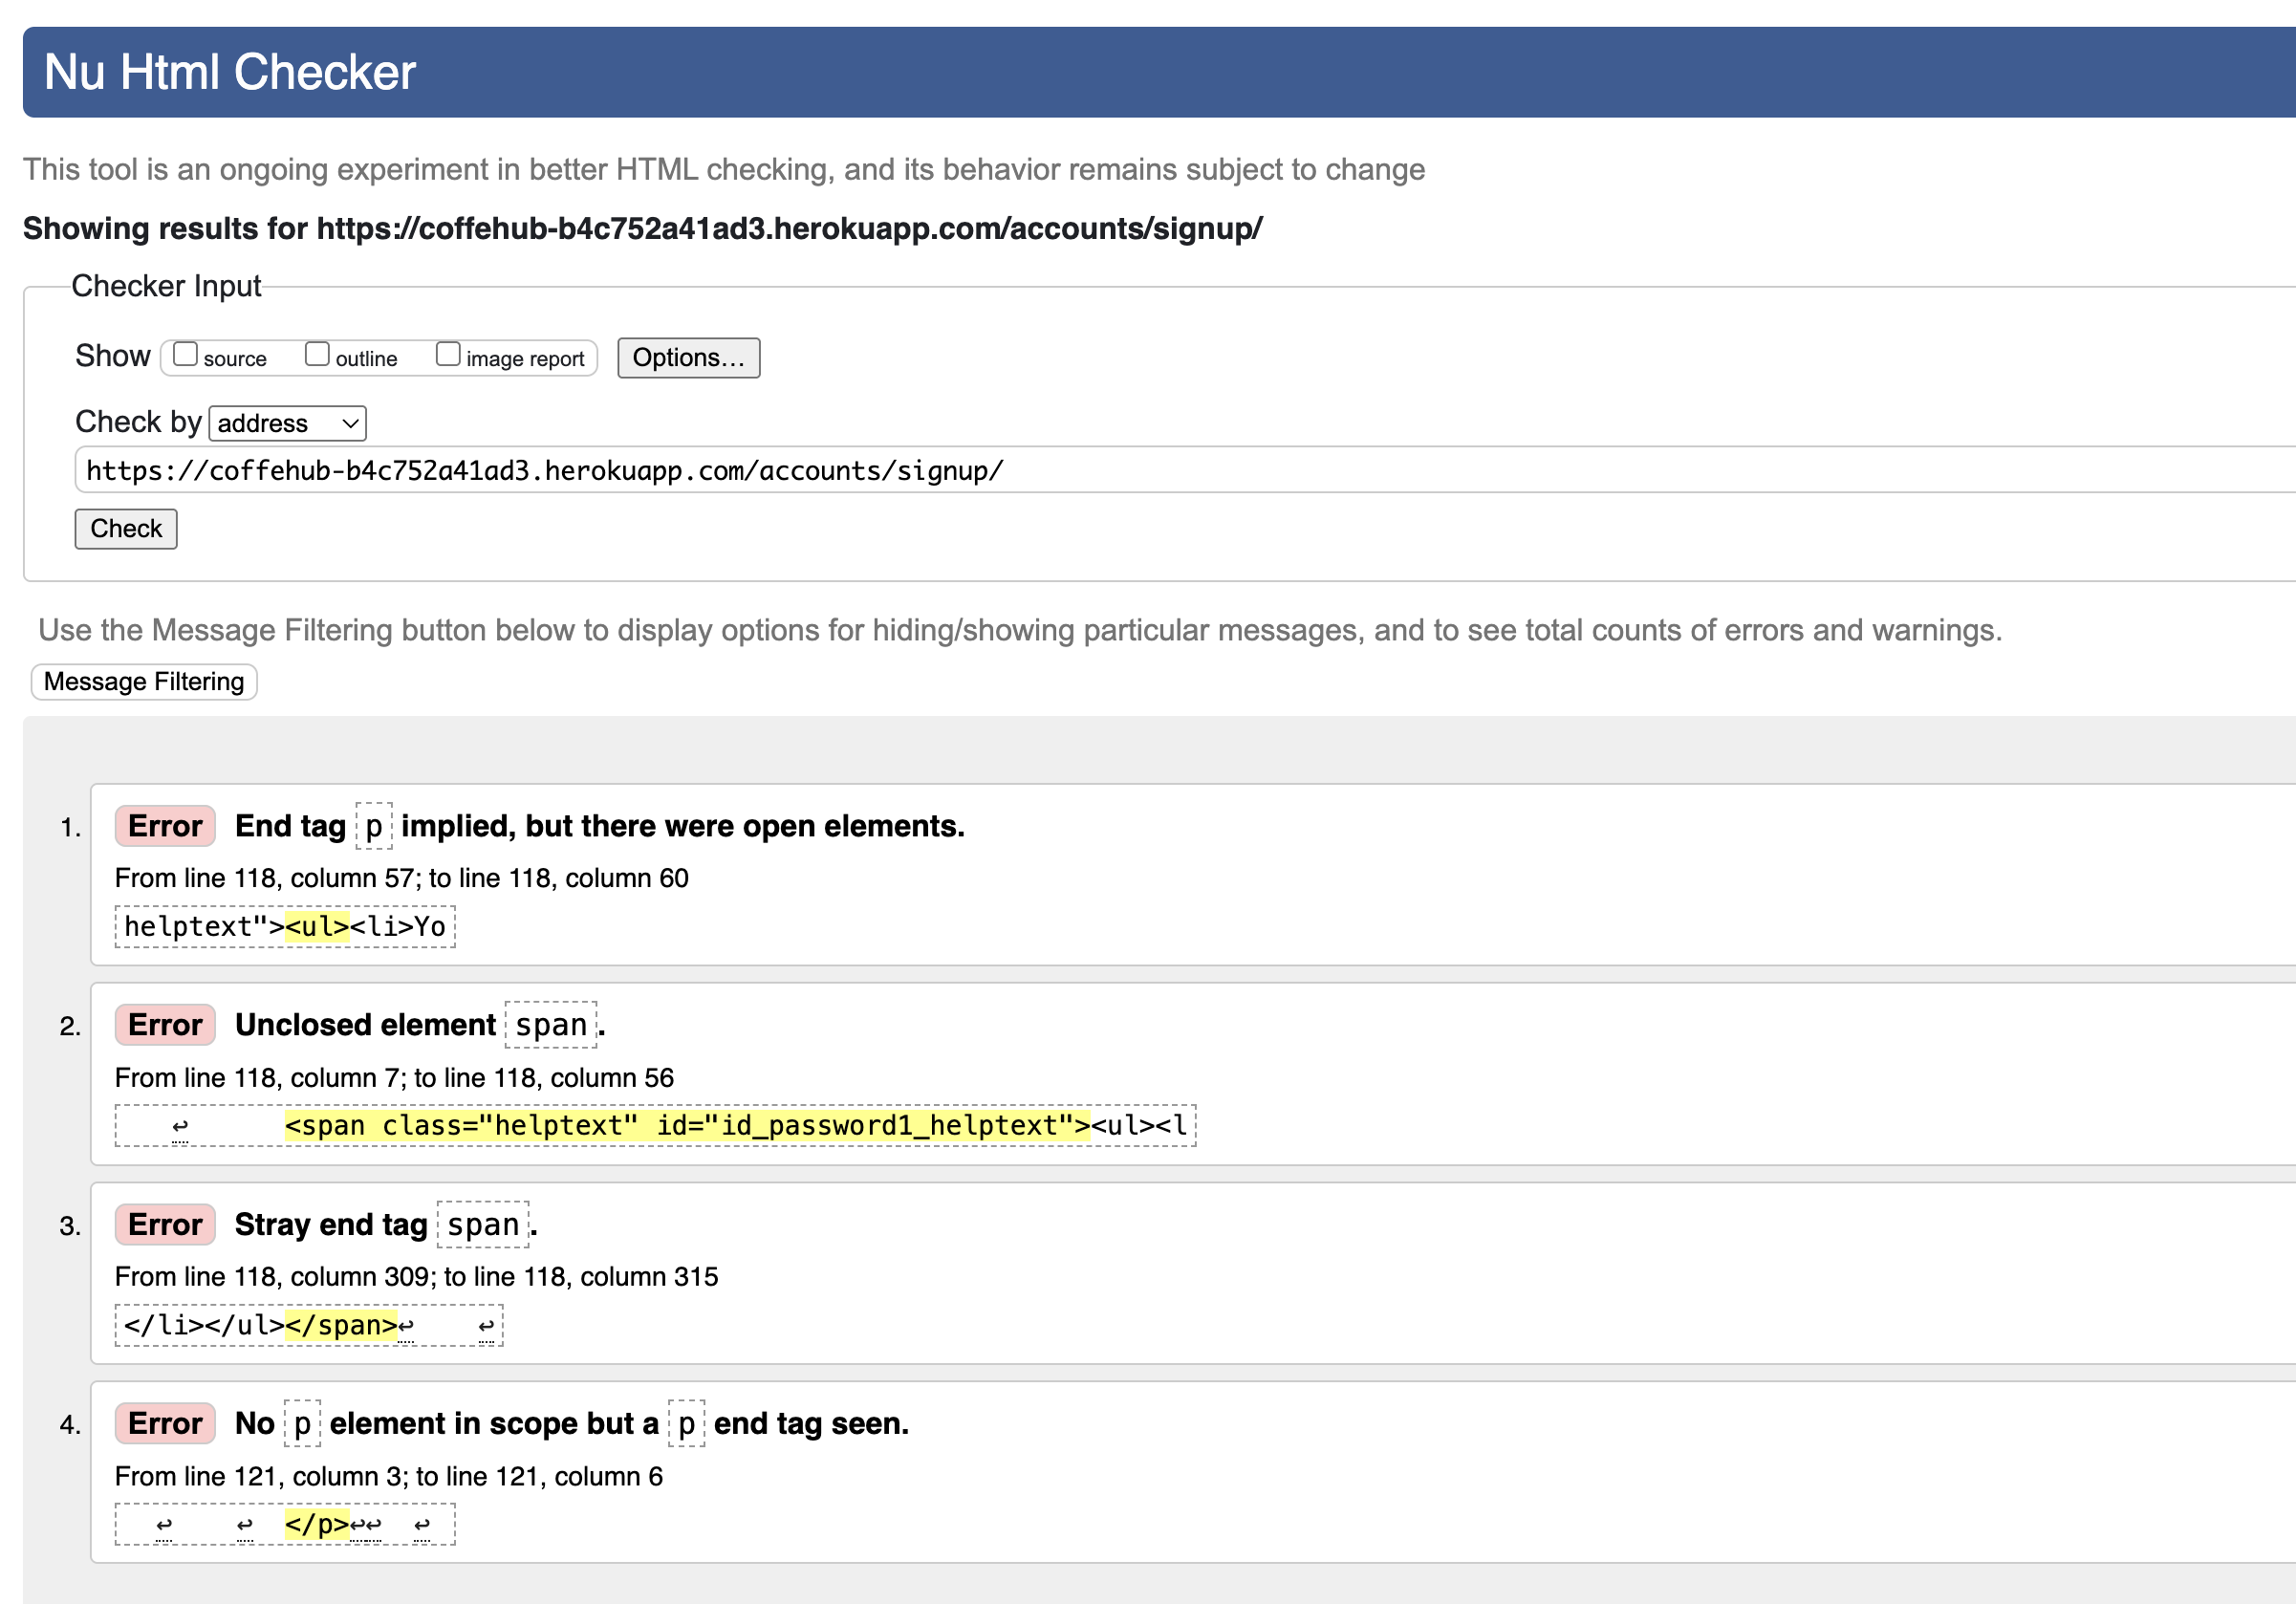 Nu Html Checker
This tool is an ongoing experiment in better HTML checking, and its behavior remains subject to change
Showing results for https://coffehub-b4c752a41ad3.herokuapp.com/accounts/signup/
Checker Input
Show source outline image report Options...
Check by address
https://coffehub-b4c752a41ad3.herokuapp.com/accounts/signup/
Check
Use the Message Filtering button below to display options for hiding/showing particular messages, and to see total counts of errors and warnings.
Message Filtering
1. Error End tag p implied, but there were open elements.
From line 118, column 57; to line 118, column 60
helptext"><ul><li>Yo
2. Error Unclosed element span.
From line 118, column 7; to line 118, column 56
↩ <span class="helptext" id="id_password1_helptext"><ul><l
3. Error Stray end tag span.
From line 118, column 309; to line 118, column 315
</li></ul></span>↩ ↩
4. Error No p element in scope but a p end tag seen.
From line 121, column 3; to line 121, column 6
↩ ↩ </p>↩↩ ↩